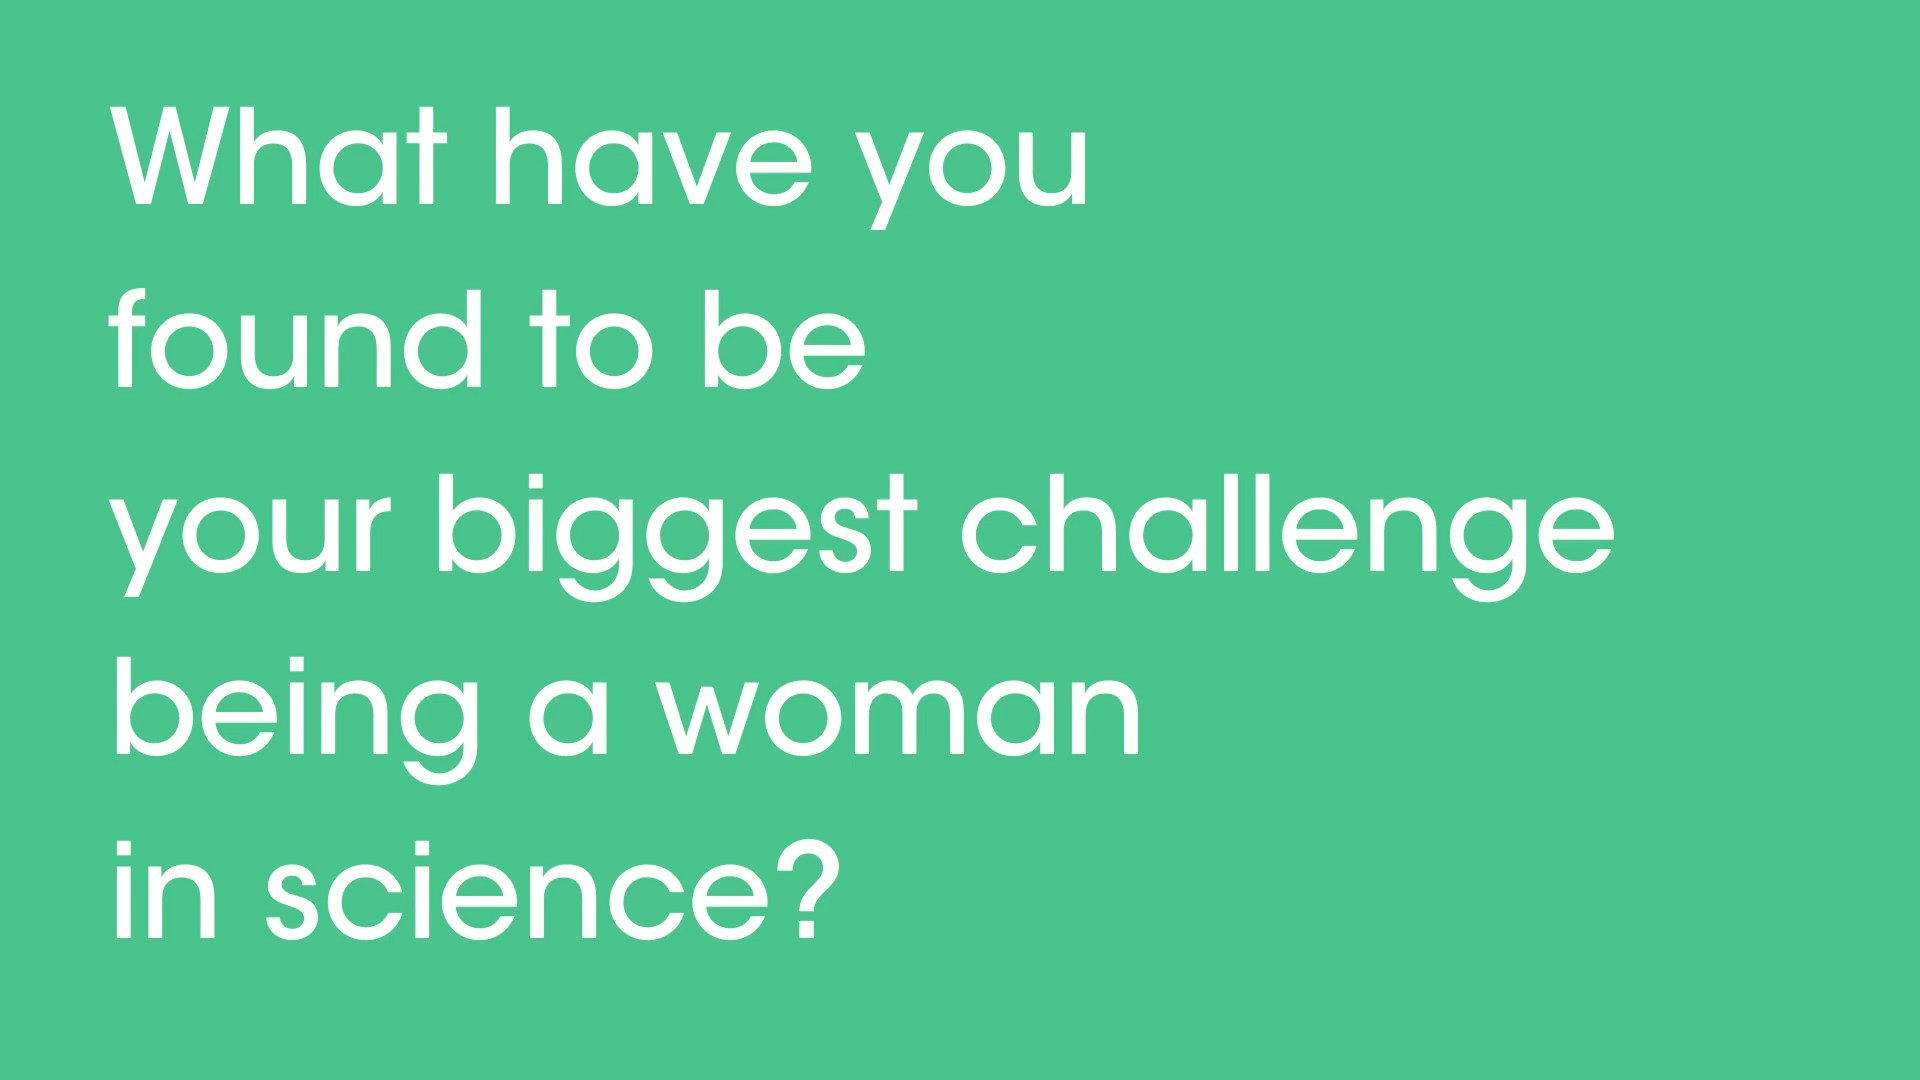 What have you
found to be
your biggest challenge
being a woman
in science?